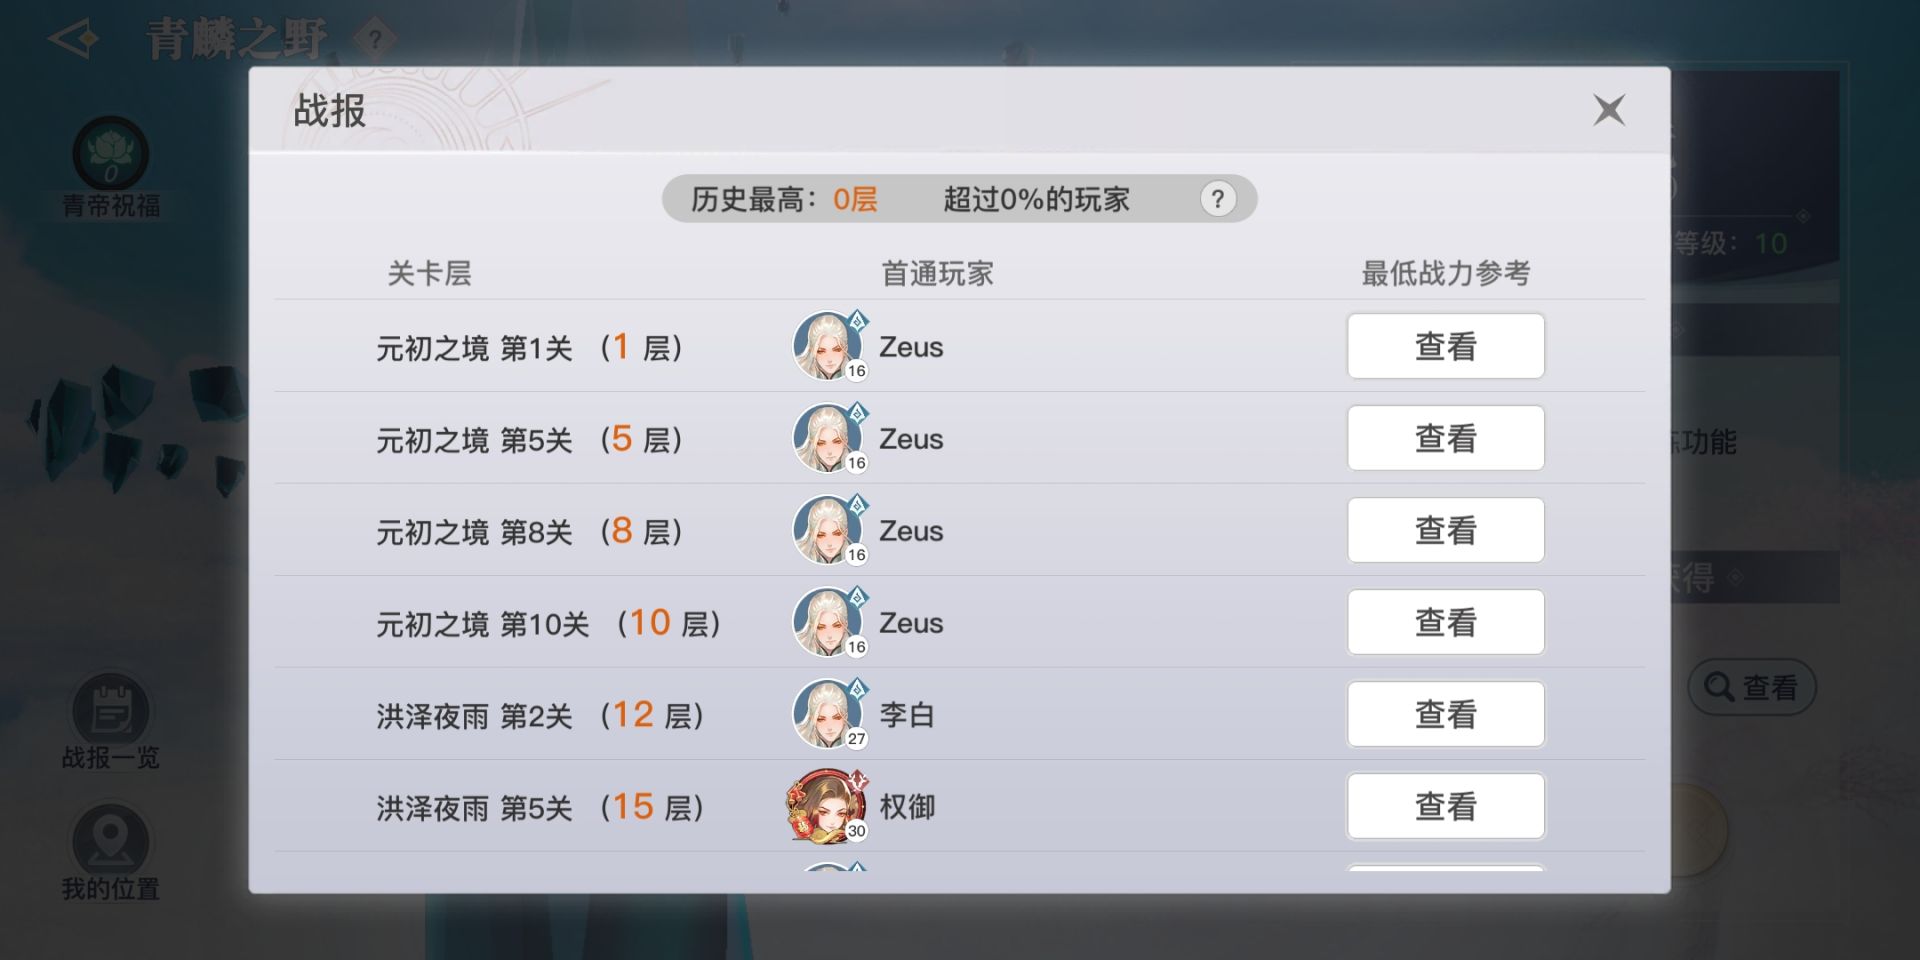 青麟之野 ?
战报
历史最高：0层 超过0%的玩家 ?
关卡层 首通玩家 最低战力参考
元初之境 第1关 (1 层) 16 Zeus 查看
元初之境 第5关 (5 层) 16 Zeus 查看
元初之境 第8关 (8 层) 16 Zeus 查看
元初之境 第10关 (10 层) 16 Zeus 查看
洪泽夜雨 第2关 (12 层) 27 李白 查看
洪泽夜雨 第5关 (15 层) 30 权御 查看
0
青帝祝福
战报一览
我的位置
等级：10
功能
得
查看